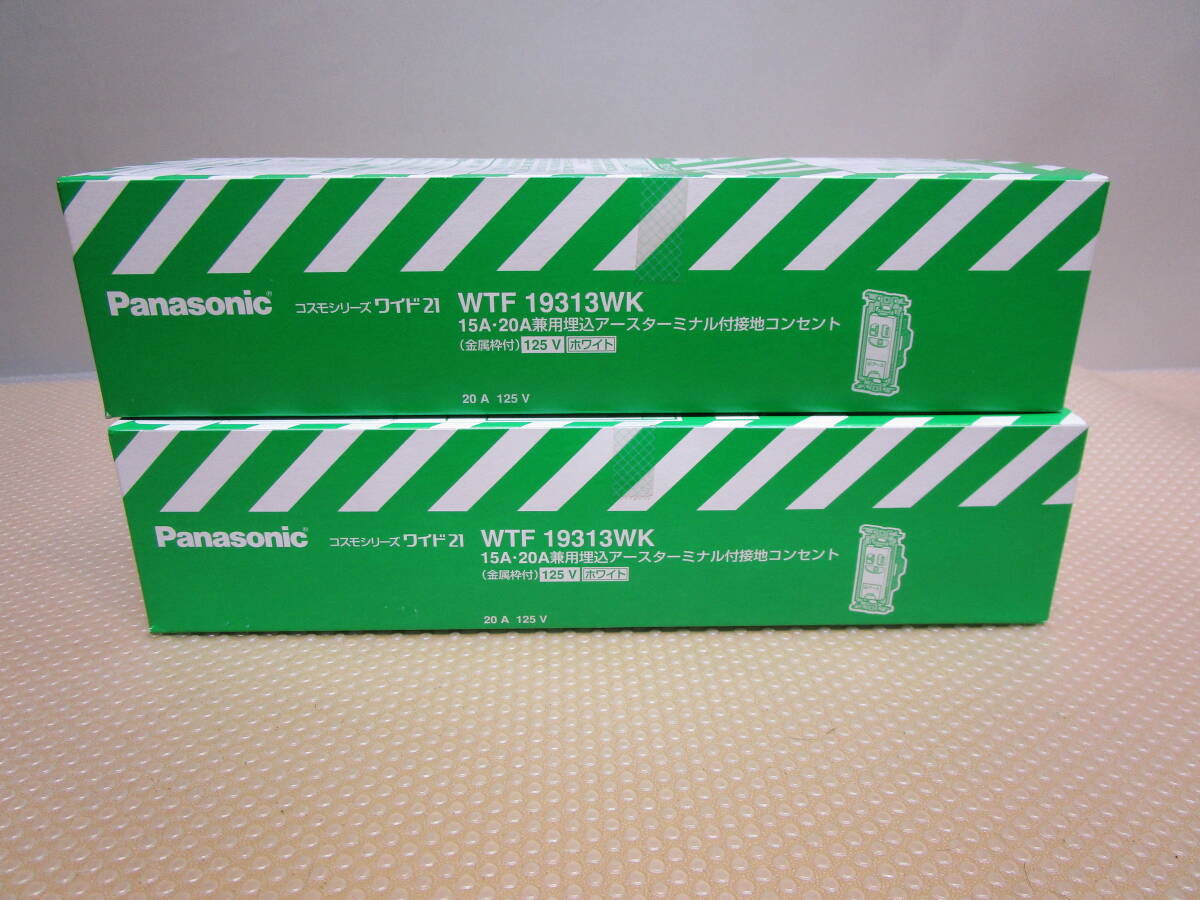 Panasonic® コスモシリーズ ワイド21 WTF 19313WK
15A・20A兼用埋込アースターミナル付接地コンセント
(金属枠付) 125 V ホワイト
20 A 125 V
Panasonic® コスモシリーズ ワイド21 WTF 19313WK
15A・20A兼用埋込アースターミナル付接地コンセント
(金属枠付) 125 V ホワイト
20 A 125 V